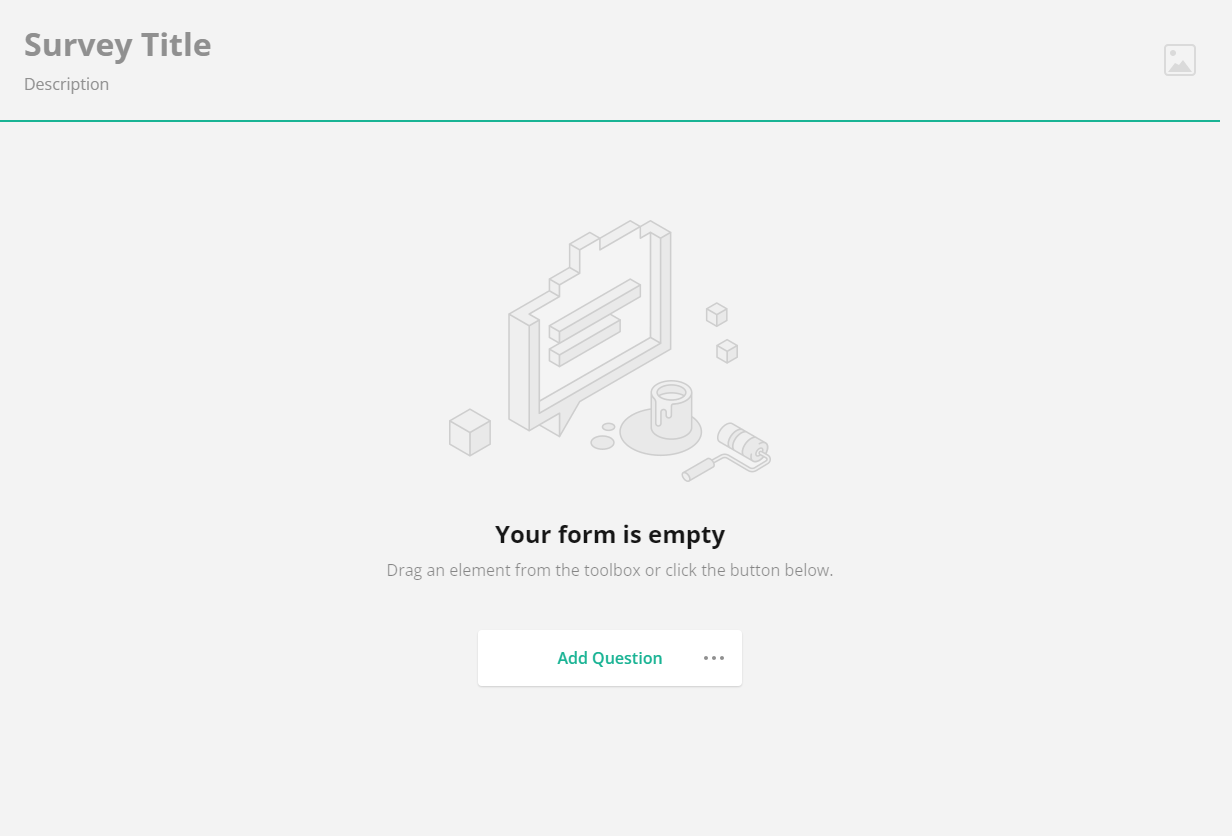 Survey Title
Description
Your form is empty
Drag an element from the toolbox or click the button below.
Add Question